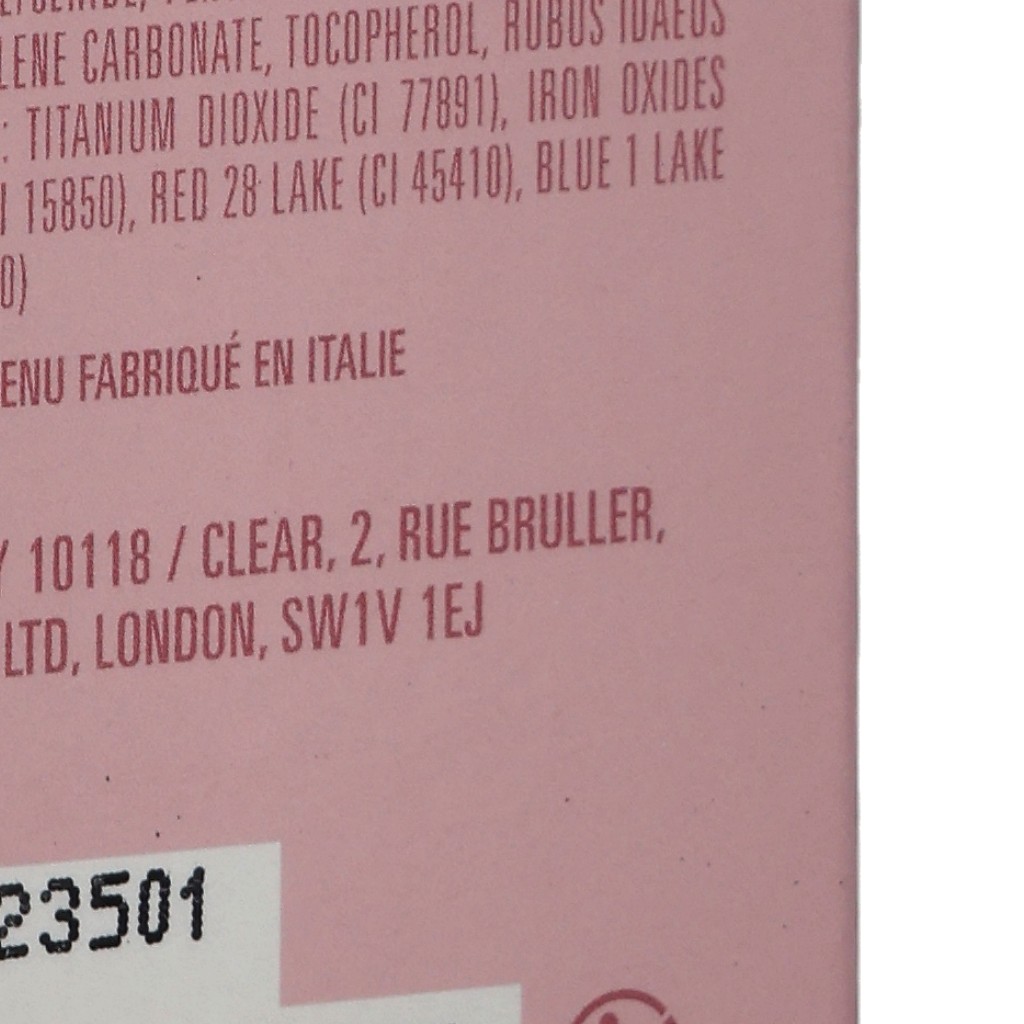 LENE CARBONATE, TOCOPHEROL, RUBUS IDAEUS
: TITANIUM DIOXIDE (CI 77891), IRON OXIDES
I 15850), RED 28 LAKE (CI 45410), BLUE 1 LAKE
0)
ENU FABRIQUÉ EN ITALIE
10118 / CLEAR, 2, RUE BRULLER,
LTD, LONDON, SW1V 1EJ
23501